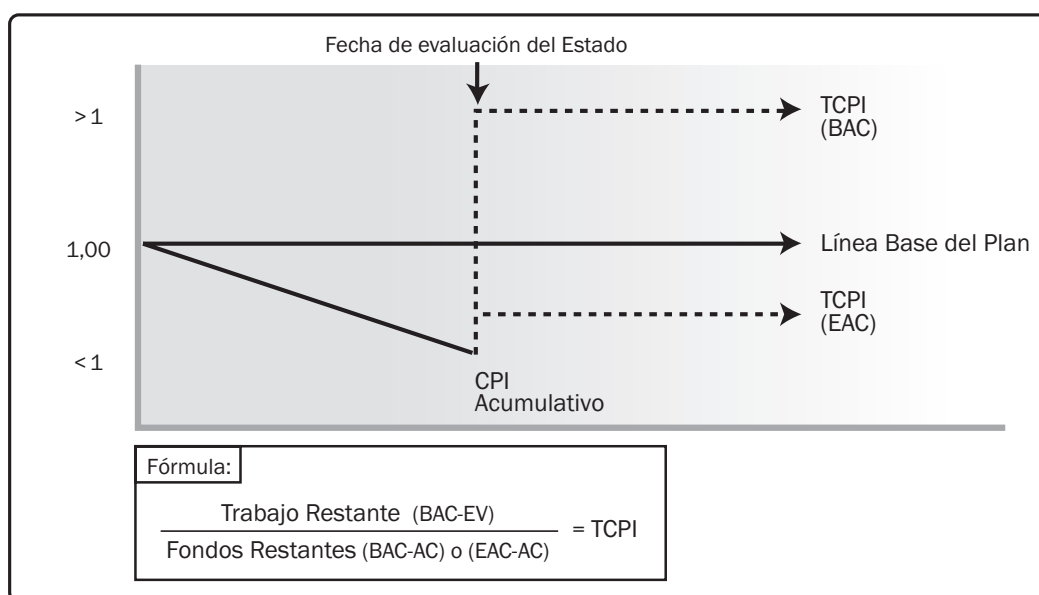 Fecha de evaluación del Estado
> 1
TCPI
(BAC)
1,00
Línea Base del Plan
TCPI
(EAC)
< 1
CPI
Acumulativo
Fórmula:
Trabajo Restante (BAC-EV)
= TCPI
Fondos Restantes (BAC-AC) o (EAC-AC)